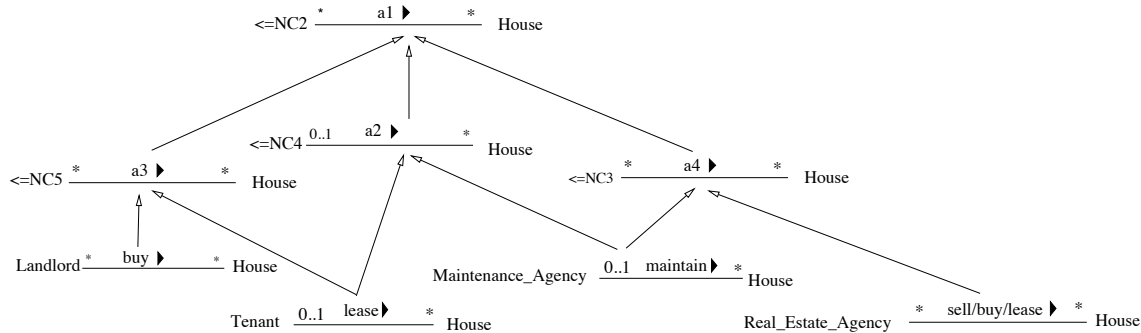 <=NC2 * a1 * House
<=NC4 0..1 a2 * House
<=NC5 * a3 * House
<=NC3 * a4 * House
Landlord * buy * House
Maintenance_Agency 0..1 maintain * House
Tenant 0..1 lease * House
Real_Estate_Agency * sell/buy/lease * House